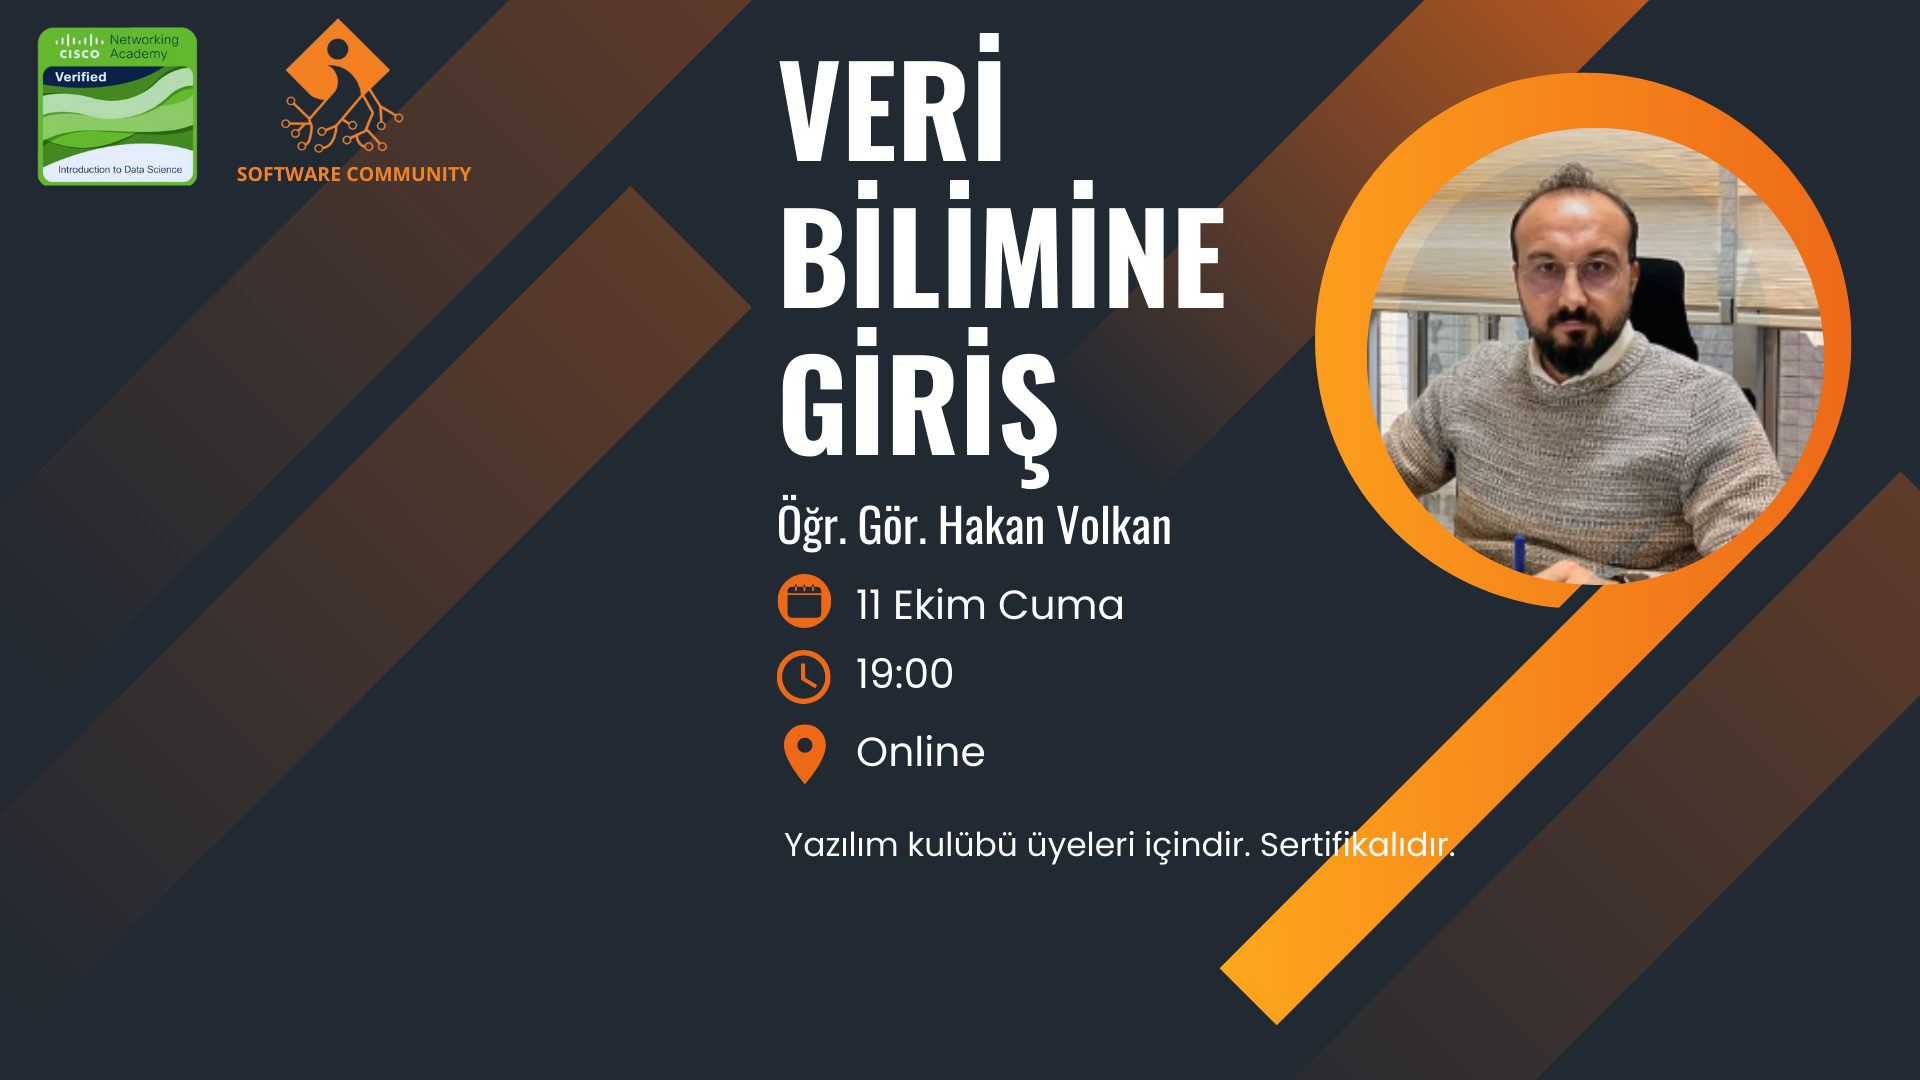 CISCO
Networking
Academy
Verified
Introduction to Data Science
SOFTWARE COMMUNITY
VERİ
BİLİMİNE
GİRİŞ
Öğr. Gör. Hakan Volkan
11 Ekim Cuma
19:00
Online
Yazılım kulübü üyeleri içindir. Sertifikalıdır.